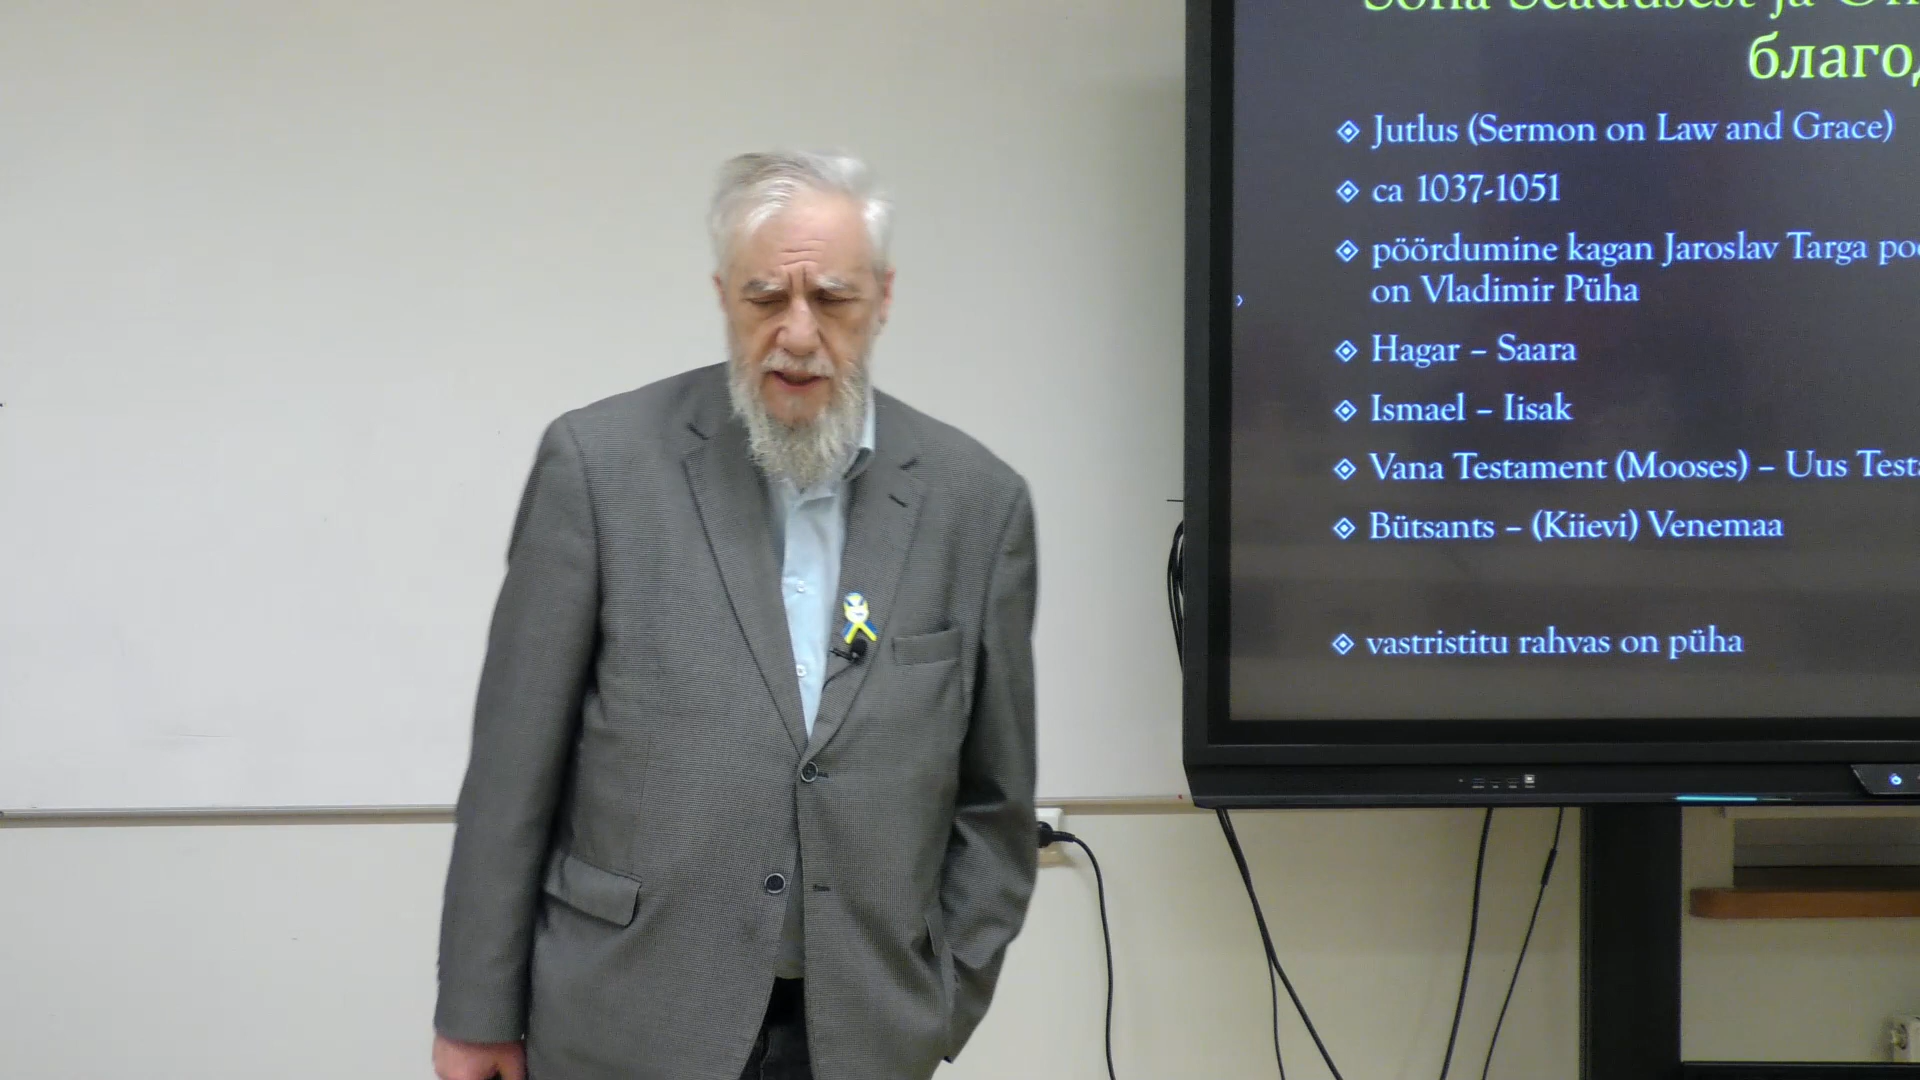 благо
Jutlus (Sermon on Law and Grace)
ca 1037-1051
pöördumine kagan Jaroslav Targa
on Vladimir Püha
Hagar – Saara
Ismael – Iisak
Vana Testament (Mooses) – Uus
Bütsants – (Kiievi) Venemaa
vastristitu rahvas on püha